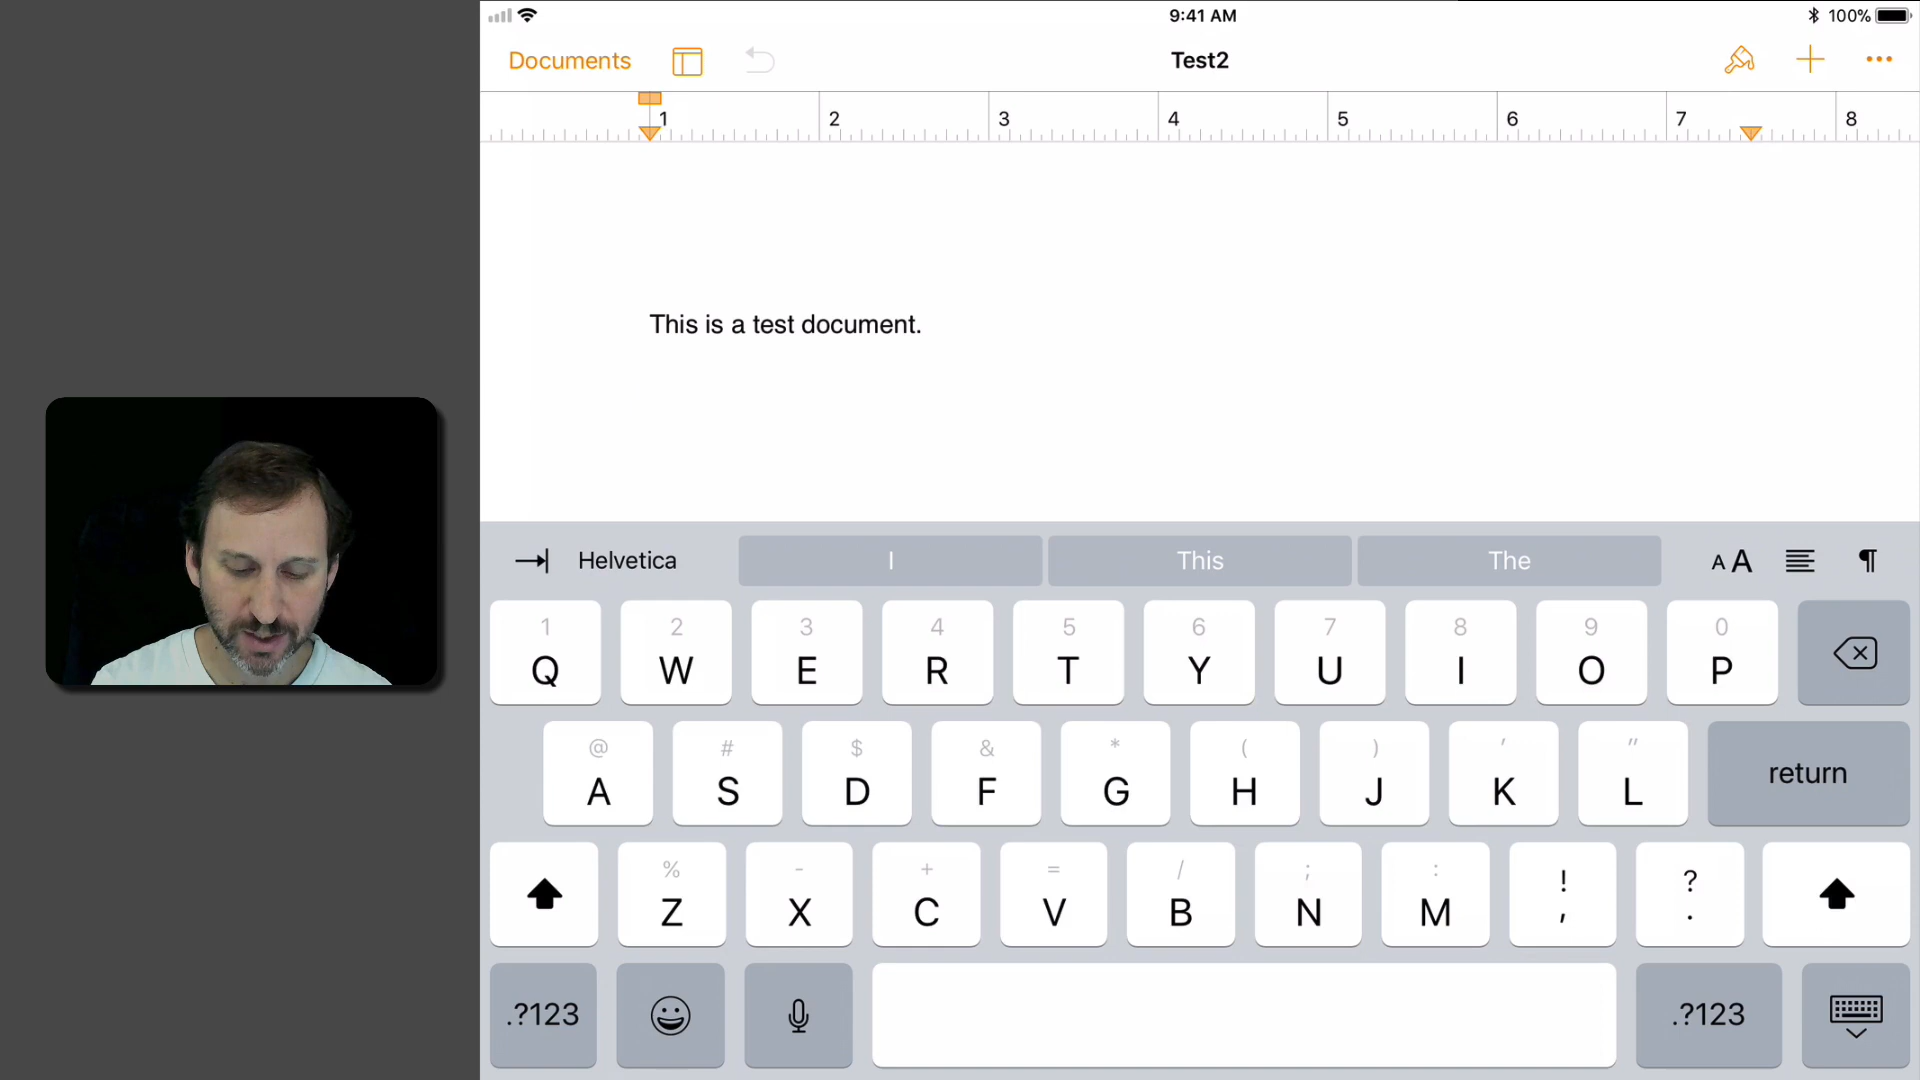 9:41 AM
100%
Documents
Test2
1 2 3 4 5 6 7 8
This is a test document.
Helvetica I This The AA ¶
1 2 3 4 5 6 7 8 9 0
Q W E R T Y U I O P
@ # $ & * ( ) ' "
A S D F G H J K L return
% - + = / ; : ! ?
Z X C V B N M , .
.?123 .?123